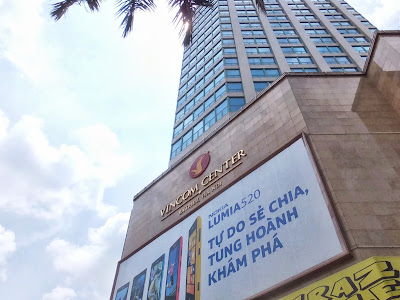 VINCOM CENTER
NOKIA
LUMIA520
TỰ DO SẺ CHIA,
TUNG HOÀNH
KHÁM PHÁ